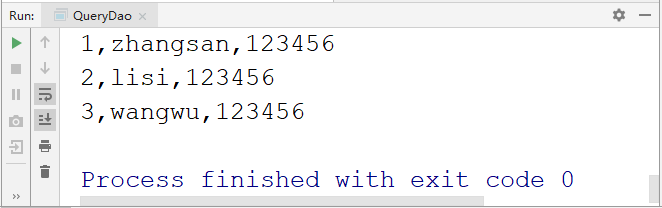 Run: QueryDao ×
1,zhangsan,123456
2,lisi,123456
3,wangwu,123456
Process finished with exit code 0